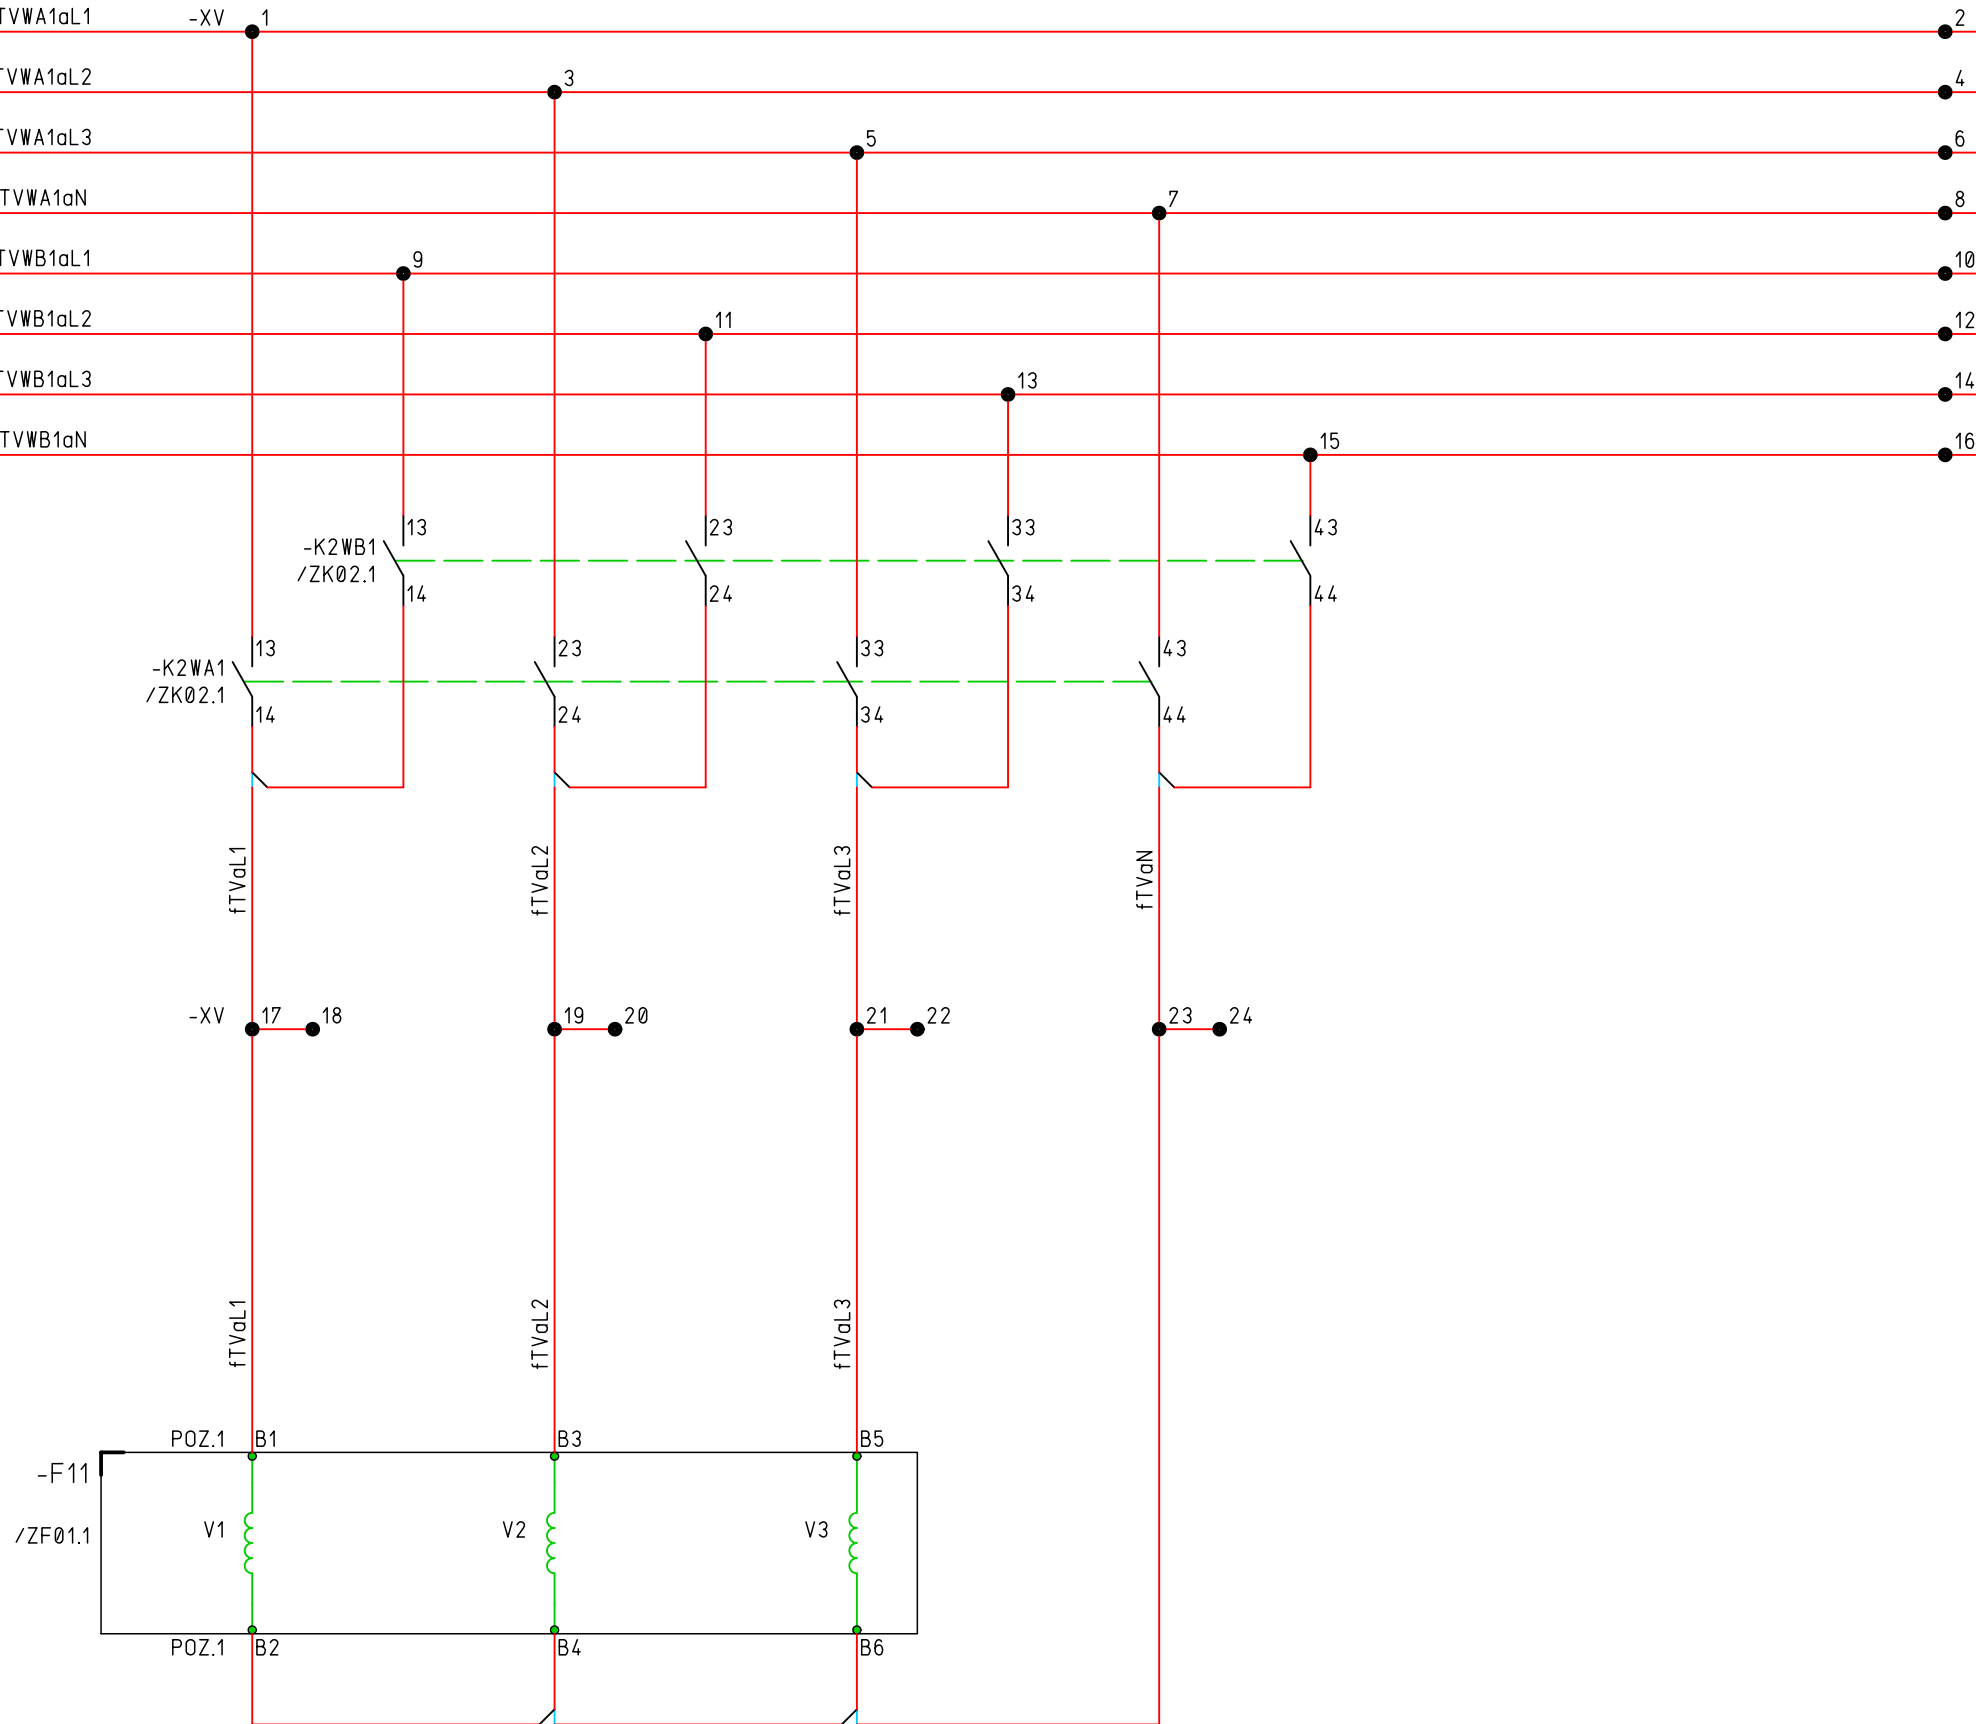 TVWA1aL1 -XV 1 2
TVWA1aL2 3 4
TVWA1aL3 5 6
TVWA1aN 7 8
TVWB1aL1 9 10
TVWB1aL2 11 12
TVWB1aL3 13 14
TVWB1aN 15 16
13 23 33 43
-K2WB1
/ZK02.1
14 24 34 44
13 23 33 43
-K2WA1
/ZK02.1
14 24 34 44
fTVaL1 fTVaL2 fTVaL3 fTVaN
-XV 17 18 19 20 21 22 23 24
fTVaL1 fTVaL2 fTVaL3
POZ.1 B1 B3 B5
-F11
/ZF01.1 V1 V2 V3
POZ.1 B2 B4 B6